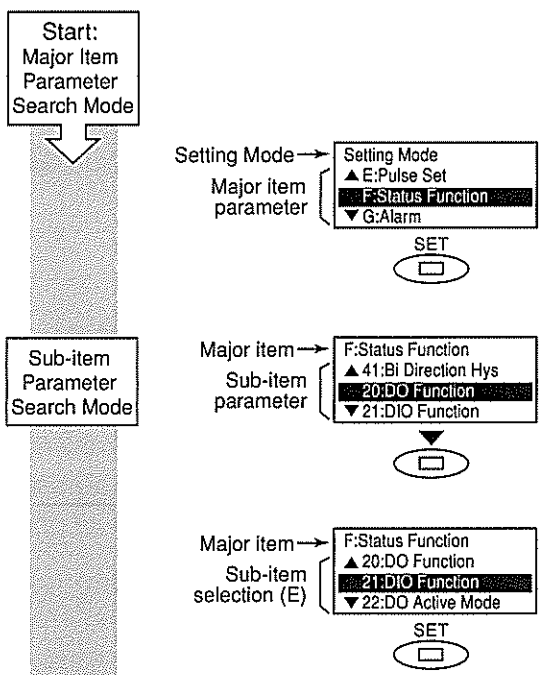 Start:
Major Item
Parameter
Search Mode
Setting Mode
Major item
parameter
Setting Mode
▲ E:Pulse Set
F:Status Function
▼ G:Alarm
SET
Sub-item
Parameter
Search Mode
Major item
Sub-item
parameter
F:Status Function
▲ 41:Bi Direction Hys
20:DO Function
▼ 21:DIO Function
Major item
Sub-item
selection (E)
F:Status Function
▲ 20:DO Function
21:DIO Function
▼ 22:DO Active Mode
SET